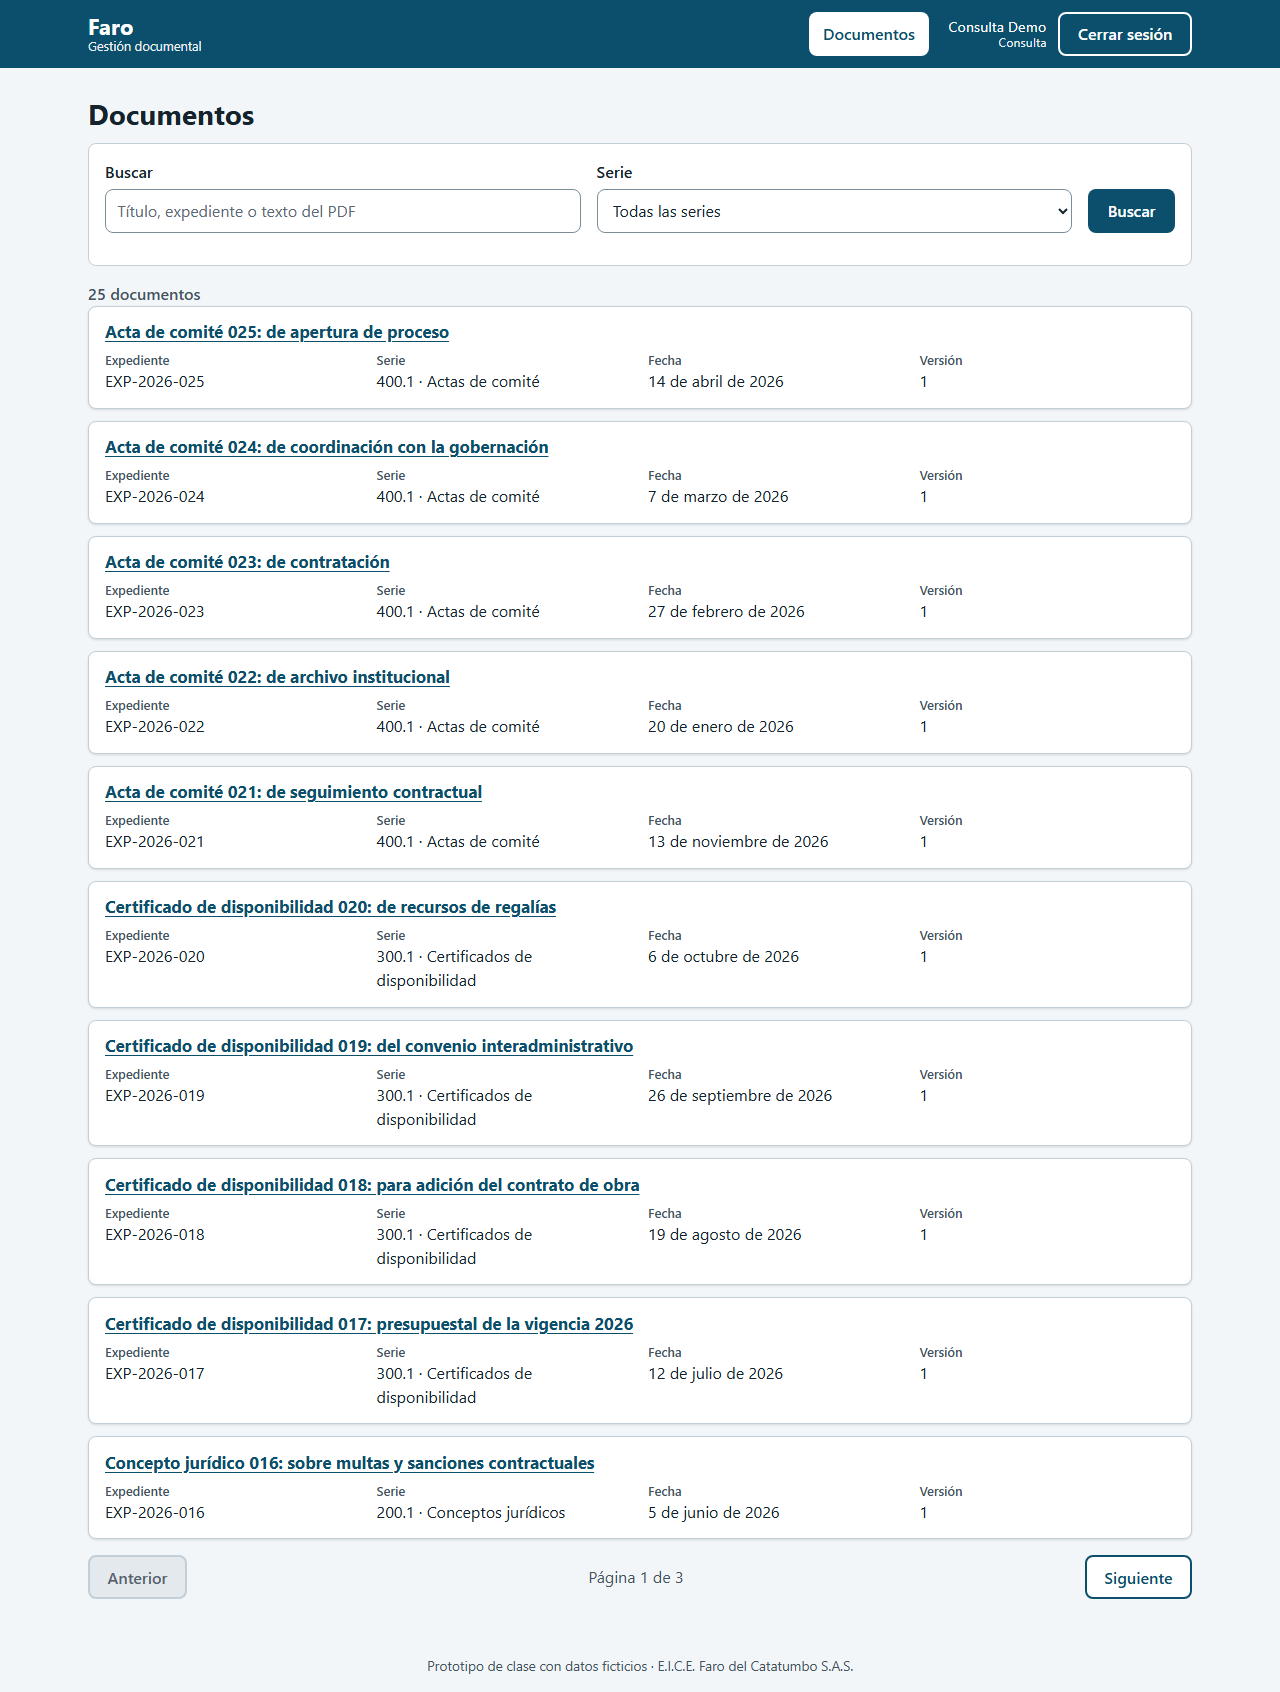 Faro
Gestión documental
Documentos
Consulta Demo
Consulta
Cerrar sesión
Documentos
Buscar
Serie
Título, expediente o texto del PDF
Todas las series
Buscar
25 documentos
Acta de comité 025: de apertura de proceso
Expediente Serie Fecha Versión
EXP-2026-025 400.1 · Actas de comité 14 de abril de 2026 1
Acta de comité 024: de coordinación con la gobernación
Expediente Serie Fecha Versión
EXP-2026-024 400.1 · Actas de comité 7 de marzo de 2026 1
Acta de comité 023: de contratación
Expediente Serie Fecha Versión
EXP-2026-023 400.1 · Actas de comité 27 de febrero de 2026 1
Acta de comité 022: de archivo institucional
Expediente Serie Fecha Versión
EXP-2026-022 400.1 · Actas de comité 20 de enero de 2026 1
Acta de comité 021: de seguimiento contractual
Expediente Serie Fecha Versión
EXP-2026-021 400.1 · Actas de comité 13 de noviembre de 2026 1
Certificado de disponibilidad 020: de recursos de regalías
Expediente Serie Fecha Versión
EXP-2026-020 300.1 · Certificados de 6 de octubre de 2026 1
disponibilidad
Certificado de disponibilidad 019: del convenio interadministrativo
Expediente Serie Fecha Versión
EXP-2026-019 300.1 · Certificados de 26 de septiembre de 2026 1
disponibilidad
Certificado de disponibilidad 018: para adición del contrato de obra
Expediente Serie Fecha Versión
EXP-2026-018 300.1 · Certificados de 19 de agosto de 2026 1
disponibilidad
Certificado de disponibilidad 017: presupuestal de la vigencia 2026
Expediente Serie Fecha Versión
EXP-2026-017 300.1 · Certificados de 12 de julio de 2026 1
disponibilidad
Concepto jurídico 016: sobre multas y sanciones contractuales
Expediente Serie Fecha Versión
EXP-2026-016 200.1 · Conceptos jurídicos 5 de junio de 2026 1
Anterior
Página 1 de 3
Siguiente
Prototipo de clase con datos ficticios · E.I.C.E. Faro del Catatumbo S.A.S.